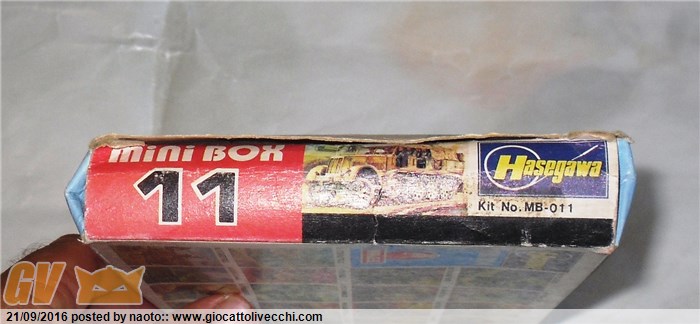 mini BOX
11
Hasegawa
Kit No.MB-011
GV
21/09/2016 posted by naoto:: www.giocattolivecchi.com